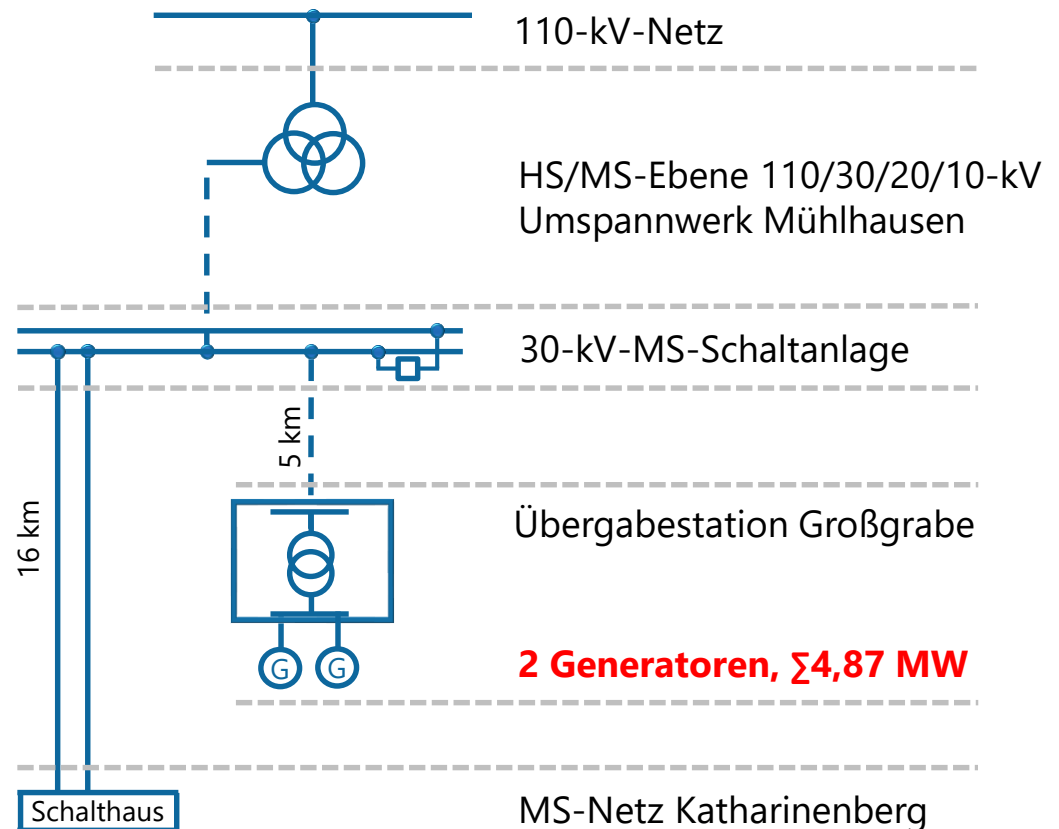 110-kV-Netz
HS/MS-Ebene 110/30/20/10-kV
Umspannwerk Mühlhausen
30-kV-MS-Schaltanlage
5 km
16 km
Übergabestation Großgrabe
G G
2 Generatoren, ∑4,87 MW
Schalthaus
MS-Netz Katharinenberg